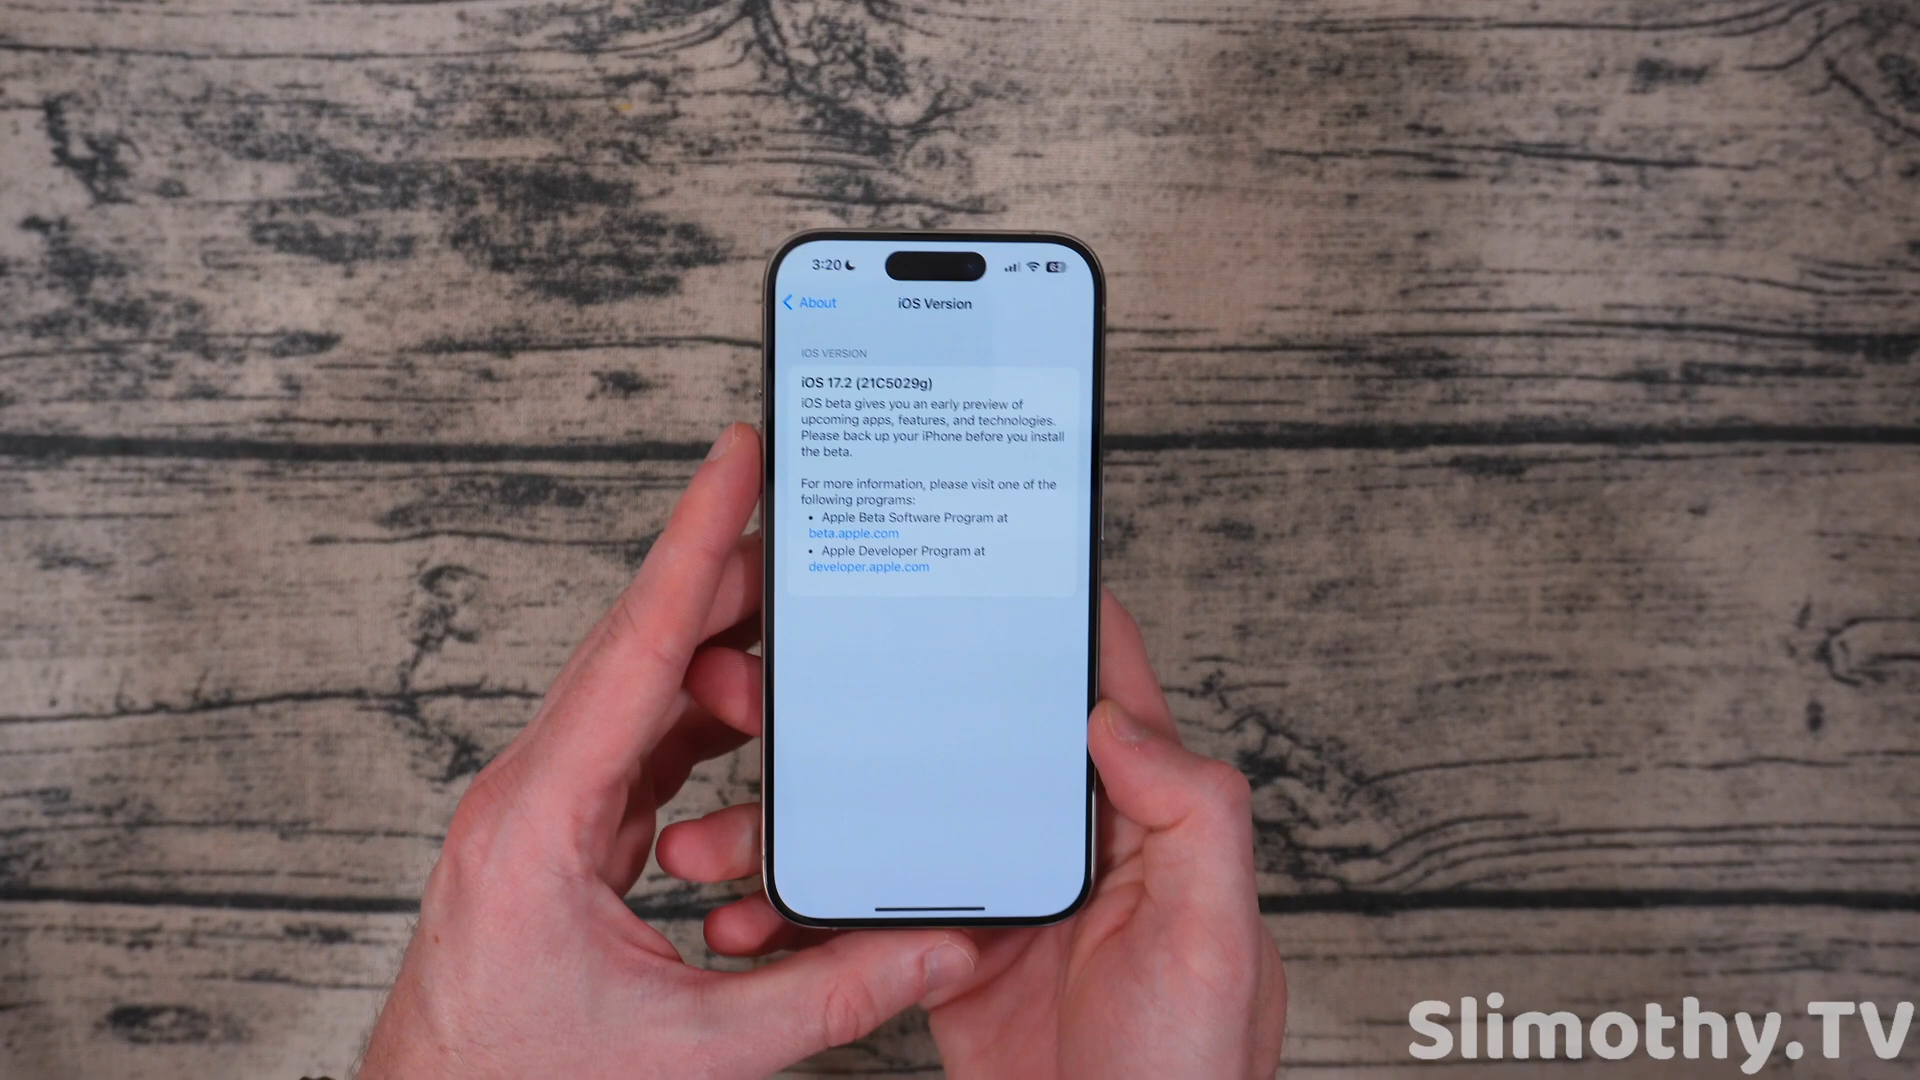 3:20
About
iOS Version
IOS VERSION
iOS 17.2 (21C5029g)
iOS beta gives you an early preview of
upcoming apps, features, and technologies.
Please back up your iPhone before you install
the beta.
For more information, please visit one of the
following programs:
• Apple Beta Software Program at
beta.apple.com
• Apple Developer Program at
developer.apple.com
Slimothy.TV